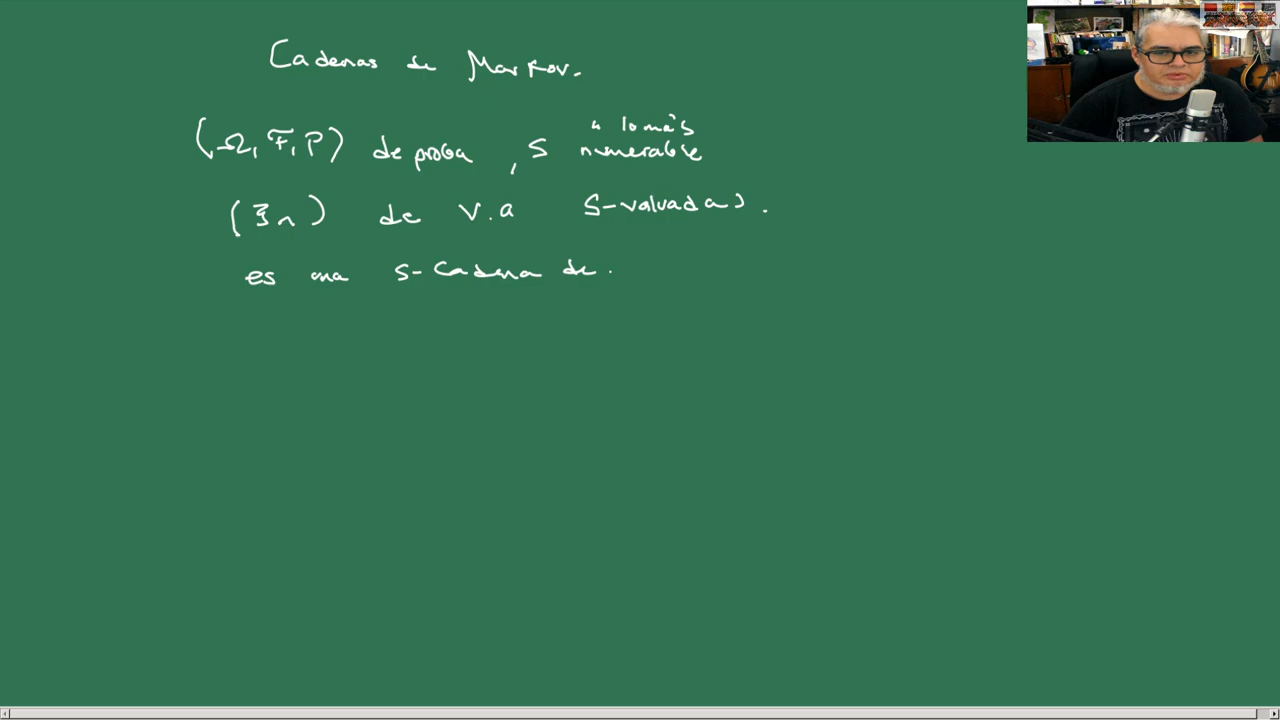 Cadenas de Markov.
(Ω, F, P) de proba, S a lo más numerable
(ξn) de v.a S-valuadas.
es una S-Cadena de.